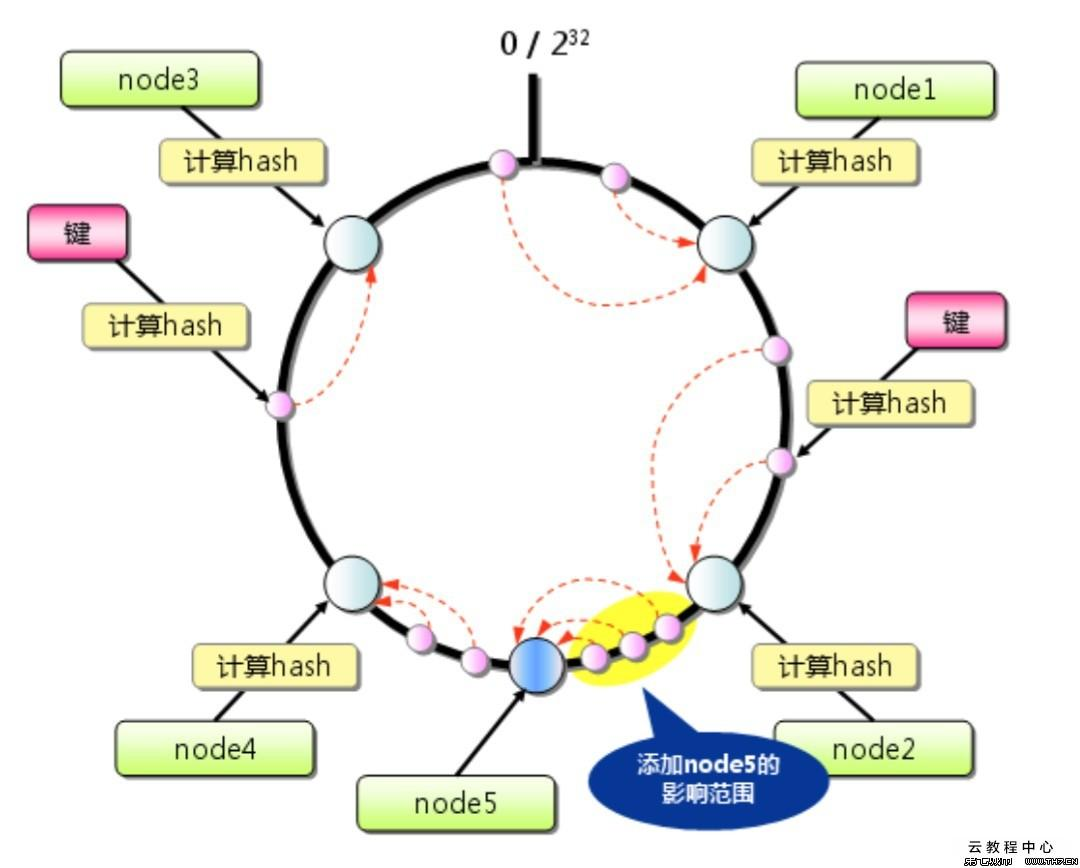 0 / 2³²
node3
node1
计算hash
计算hash
键
键
计算hash
计算hash
计算hash
计算hash
node4
node5
添加node5的
影响范围
node2
云教程中心
WWW.TH7.CN